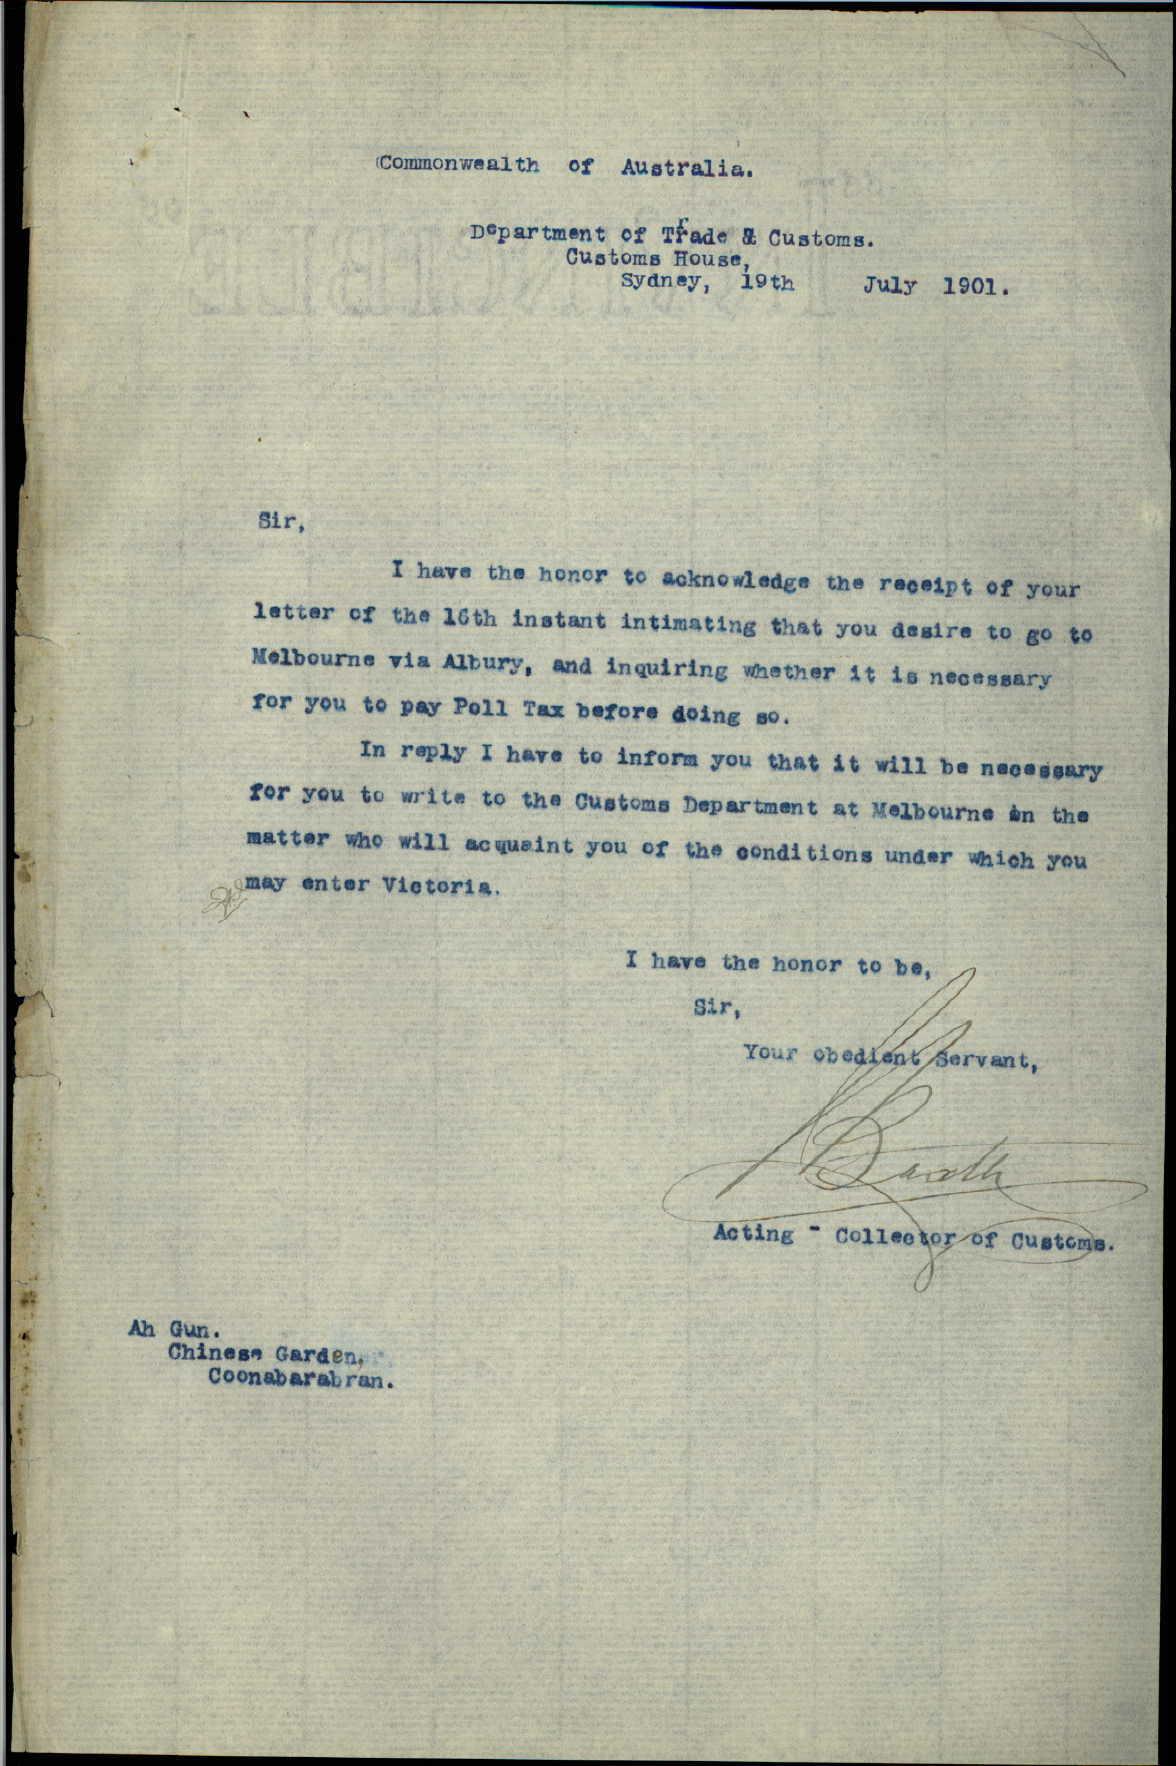 Commonwealth of Australia.
Department of Trade & Customs.
Customs House,
Sydney, 19th July 1901.
Sir,
I have the honor to acknowledge the receipt of your
letter of the 16th instant intimating that you desire to go to
Melbourne via Albury, and inquiring whether it is necessary
for you to pay Poll Tax before doing so.
In reply I have to inform you that it will be necessary
for you to write to the Customs Department at Melbourne in the
matter who will acquaint you of the conditions under which you
may enter Victoria.
I have the honor to be,
Sir,
Your obedient Servant,
Acting - Collector of Customs.
Ah Gun.
Chinese Garden,
Coonabarabran.